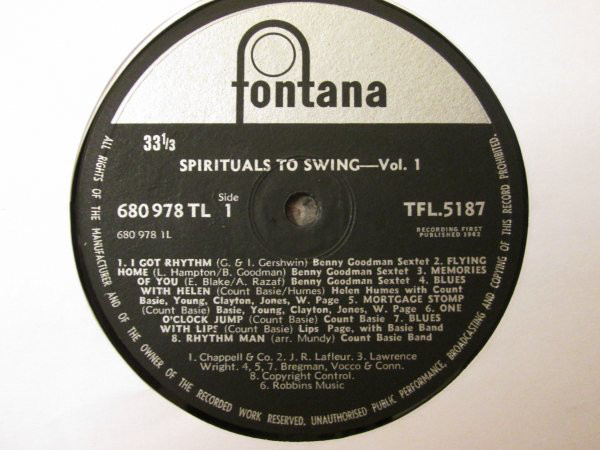 fontana
33 1/3
SPIRITUALS TO SWING—Vol. 1
680 978 TL Side 1 TFL.5187
680 978 1L
RECORDING FIRST
PUBLISHED 1962
1. I GOT RHYTHM (G. & I. Gershwin) Benny Goodman Sextet 2. FLYING
HOME (L. Hampton/B. Goodman) Benny Goodman Sextet 3. MEMORIES
OF YOU (E. Blake/A. Razaf) Benny Goodman Sextet 4. BLUES
WITH HELEN (Count Basie/Humes) Helen Humes with Count
Basie, Young, Clayton, Jones, W. Page 5. MORTGAGE STOMP
(Count Basie) Basie, Young, Clayton, Jones, W. Page 6. ONE
O'CLOCK JUMP (Count Basie) Count Basie 7. BLUES
WITH LIPS (Count Basie) Lips Page, with Basie Band
8. RHYTHM MAN (arr. Mundy) Count Basie Band
1. Chappell & Co. 2. J. R. Lafleur. 3. Lawrence
Wright. 4, 5, 7. Bregman, Vocco & Conn.
8. Copyright Control.
6. Robbins Music
ALL RIGHTS OF THE MANUFACTURER AND OF THE OWNER OF THE RECORDED WORK RESERVED. UNAUTHORISED PUBLIC PERFORMANCE, BROADCASTING AND COPYING OF THIS RECORD PROHIBITED.